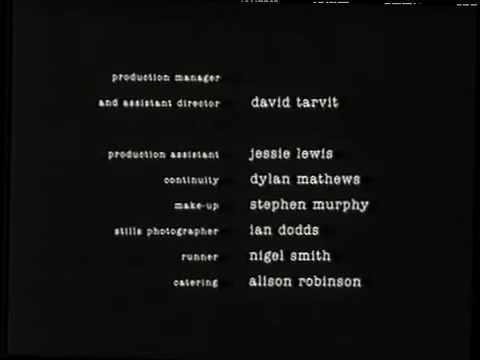 production manager
and assistant director david tarvit
production assistant jessie lewis
continuity dylan mathews
make-up stephen murphy
stills photographer ian dodds
runner nigel smith
catering alison robinson